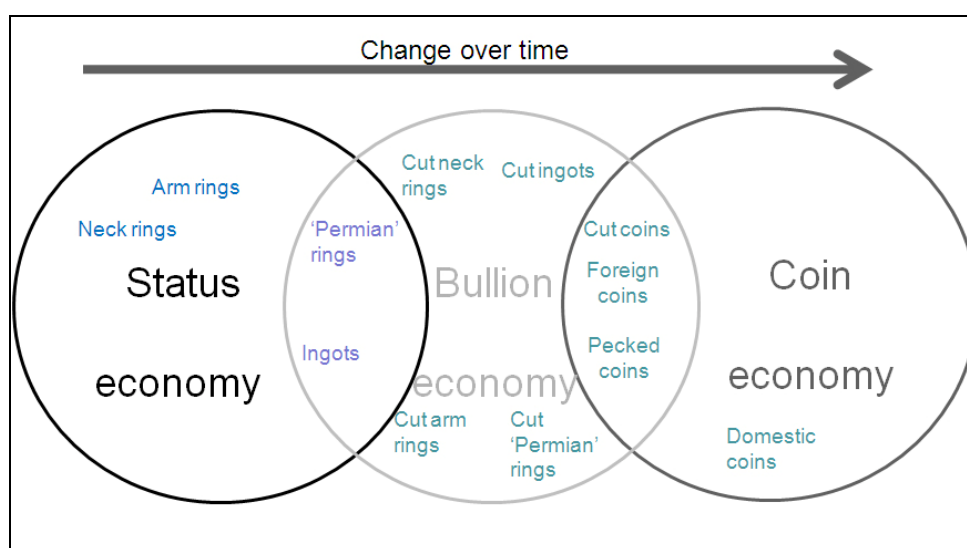 Change over time
Arm rings
Neck rings
Status
economy
'Permian'
rings
Ingots
Cut neck
rings
Cut ingots
Bullion
economy
Cut arm
rings
Cut
'Permian'
rings
Cut coins
Foreign
coins
Pecked
coins
Coin
economy
Domestic
coins